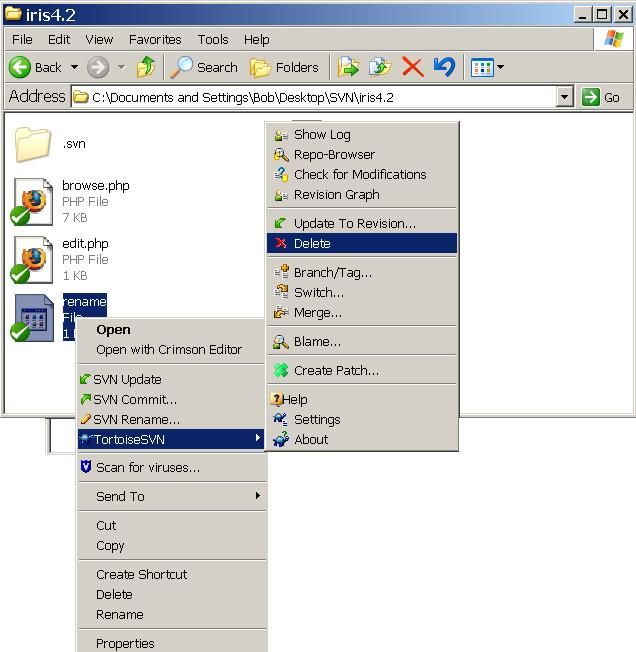 iris4.2
File Edit View Favorites Tools Help
Back Search Folders
Address C:\Documents and Settings\Bob\Desktop\SVN\iris4.2 Go
.svn
browse.php
PHP File
7 KB
edit.php
PHP File
1 KB
rename
File
1
Open
Open with Crimson Editor
SVN Update
SVN Commit...
SVN Rename...
TortoiseSVN
Scan for viruses...
Send To
Cut
Copy
Create Shortcut
Delete
Rename
Properties
Show Log
Repo-Browser
Check for Modifications
Revision Graph
Update To Revision...
Delete
Branch/Tag...
Switch...
Merge...
Blame...
Create Patch...
Help
Settings
About